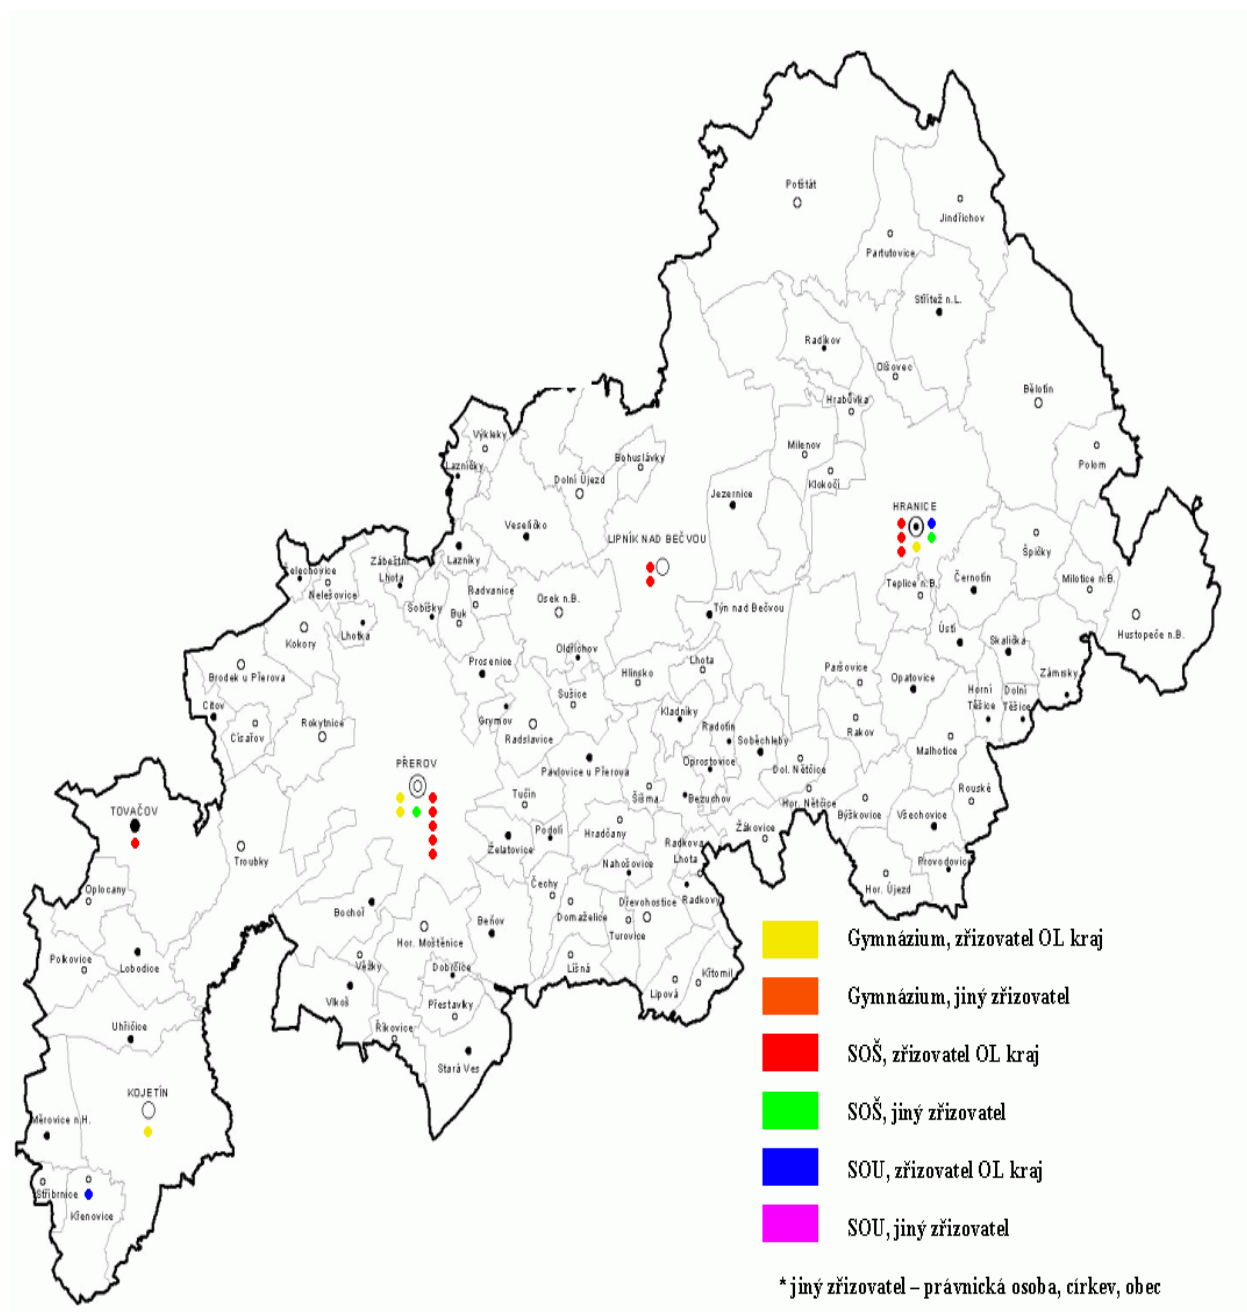 Potštát
Jindřichov
Partutovice
Střítež n.L.
Radíkov
Olšovec
Bělotín
Hrabůvka
Výkleky
Milenov
Bohuslávky
Polom
Lazníčky
Dolní Újezd
Klokočí
Jezernice
HRANICE
Veselíčko
LIPNÍK NAD BEČVOU
Špičky
Lazníky
Zábeštní
Lhota
Čelechovice
Nelešovice
Teplice n.B.
Černotín
Milotice n.B.
Radvanice
Osek n.B.
Sobíšky
Buk
Týn nad Bečvou
Hustopeče n.B.
Lhotka
Ústí
Skalička
Kokory
Oldřichov
Prosenice
Hlinsko
Lhota
Paršovice
Zámrsky
Brodek u Přerova
Opatovice
Horní
Těšice
Dolní
Těšice
Sušice
Citov
Císařov
Rokytnice
Grymov
Radslavice
Kladníky
Radotín
Soběchleby
Rakov
Malhotice
PŘEROV
Pavlovice u Přerova
Oprostovice
Dol. Nětčice
Rouské
Tučín
Šišma
Bezuchov
Hor. Nětčice
Býškovice
TOVAČOV
Všechovice
Podolí
Hradčany
Žákovice
Želatovice
Radkova
Lhota
Troubky
Nahošovice
Provodovice
Oplocany
Čechy
Hor. Újezd
Radkovy
Dřevohostice
Bochoř
Domaželice
Beňov
Turovice
Hor. Moštěnice
Gymnázium, zřizovatel OL kraj
Polkovice
Lobodice
Věžky
Dobrčice
Líšná
Lipová
Křtomil
Vlkoš
Přestavlky
Gymnázium, jiný zřizovatel
Uhřičice
Říkovice
Stará Ves
SOŠ, zřizovatel OL kraj
KOJETÍN
SOŠ, jiný zřizovatel
Měrovice n.H.
SOU, zřizovatel OL kraj
Stříbrnice
Křenovice
SOU, jiný zřizovatel
* jiný zřizovatel – právnická osoba, církev, obec